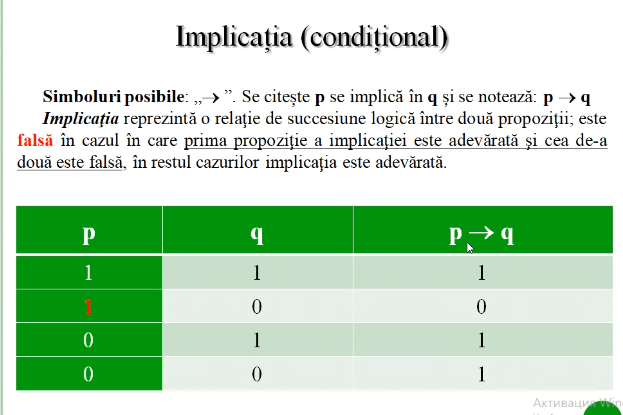 Implicația (condițional)
Simboluri posibile: „→ ”. Se citește p se implică în q și se notează: p → q
Implicația reprezintă o relație de succesiune logică între două propoziții; este
falsă în cazul în care prima propoziție a implicației este adevărată și cea de-a
două este falsă, în restul cazurilor implicația este adevărată.
p q p → q
1 1 1
1 0 0
0 1 1
0 0 1
Активация Win